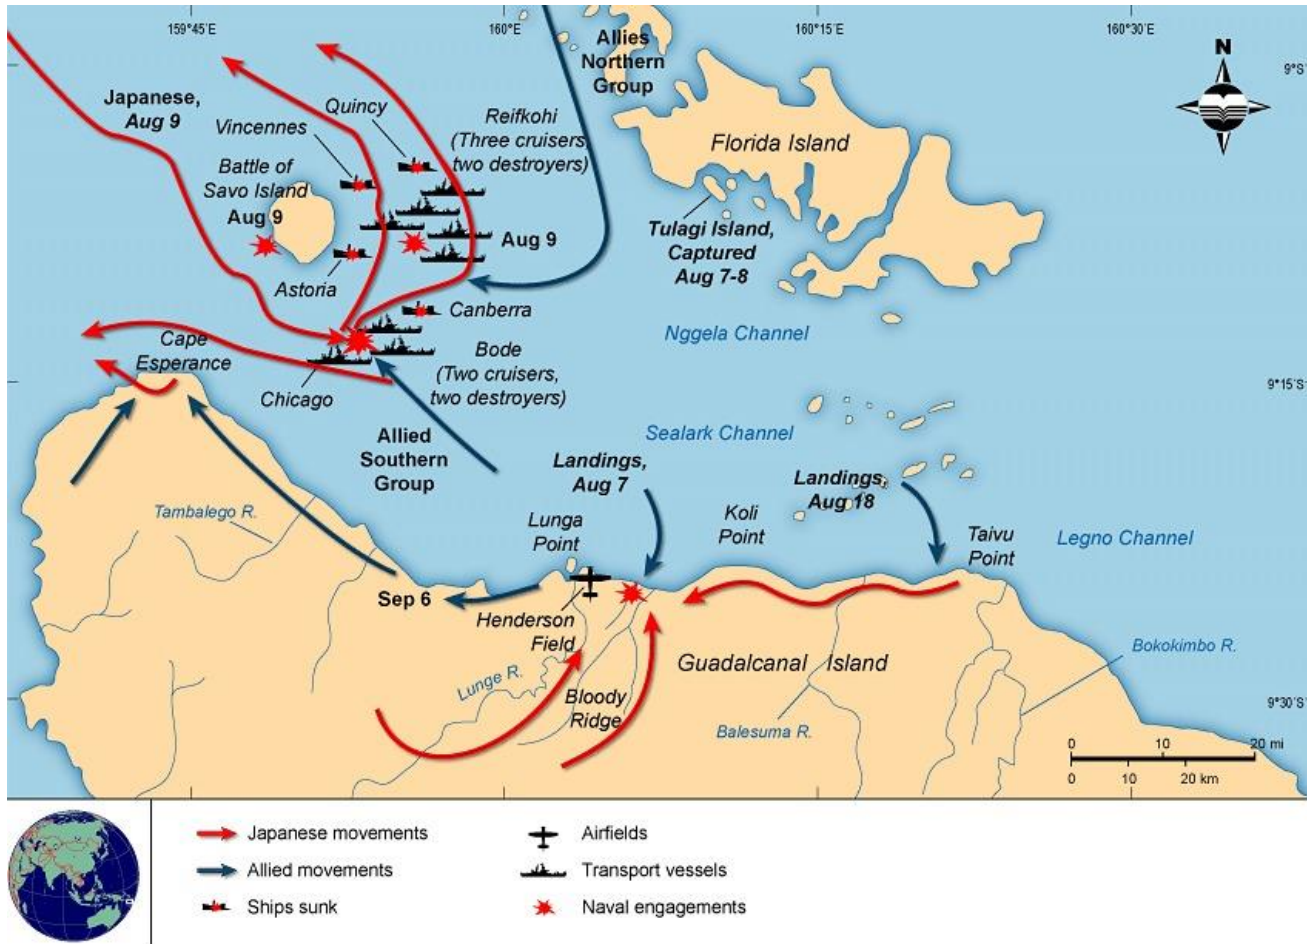 159°45'E
160°E
160°15'E
160°30'E
Allies
Northern
Group
N
9°S
Japanese,
Aug 9
Quincy
Vincennes
Reifkohi
(Three cruisers,
two destroyers)
Battle of
Savo Island
Aug 9
Florida Island
Tulagi Island,
Captured
Aug 7-8
Aug 9
Astoria
Canberra
Nggela Channel
Cape
Esperance
Bode
(Two cruisers,
two destroyers)
Chicago
9°15'S
Allied
Southern
Group
Sealark Channel
Landings,
Aug 7
Landings,
Aug 18
Tambalego R.
Lunga
Point
Koli
Point
Taivu
Point
Legno Channel
Sep 6
Henderson
Field
Guadalcanal Island
Bokokimbo R.
Lunge R.
Bloody
Ridge
Balesuma R.
9°30'S
0 10 20 mi
0 10 20 km
Japanese movements
Allied movements
Ships sunk
Airfields
Transport vessels
Naval engagements